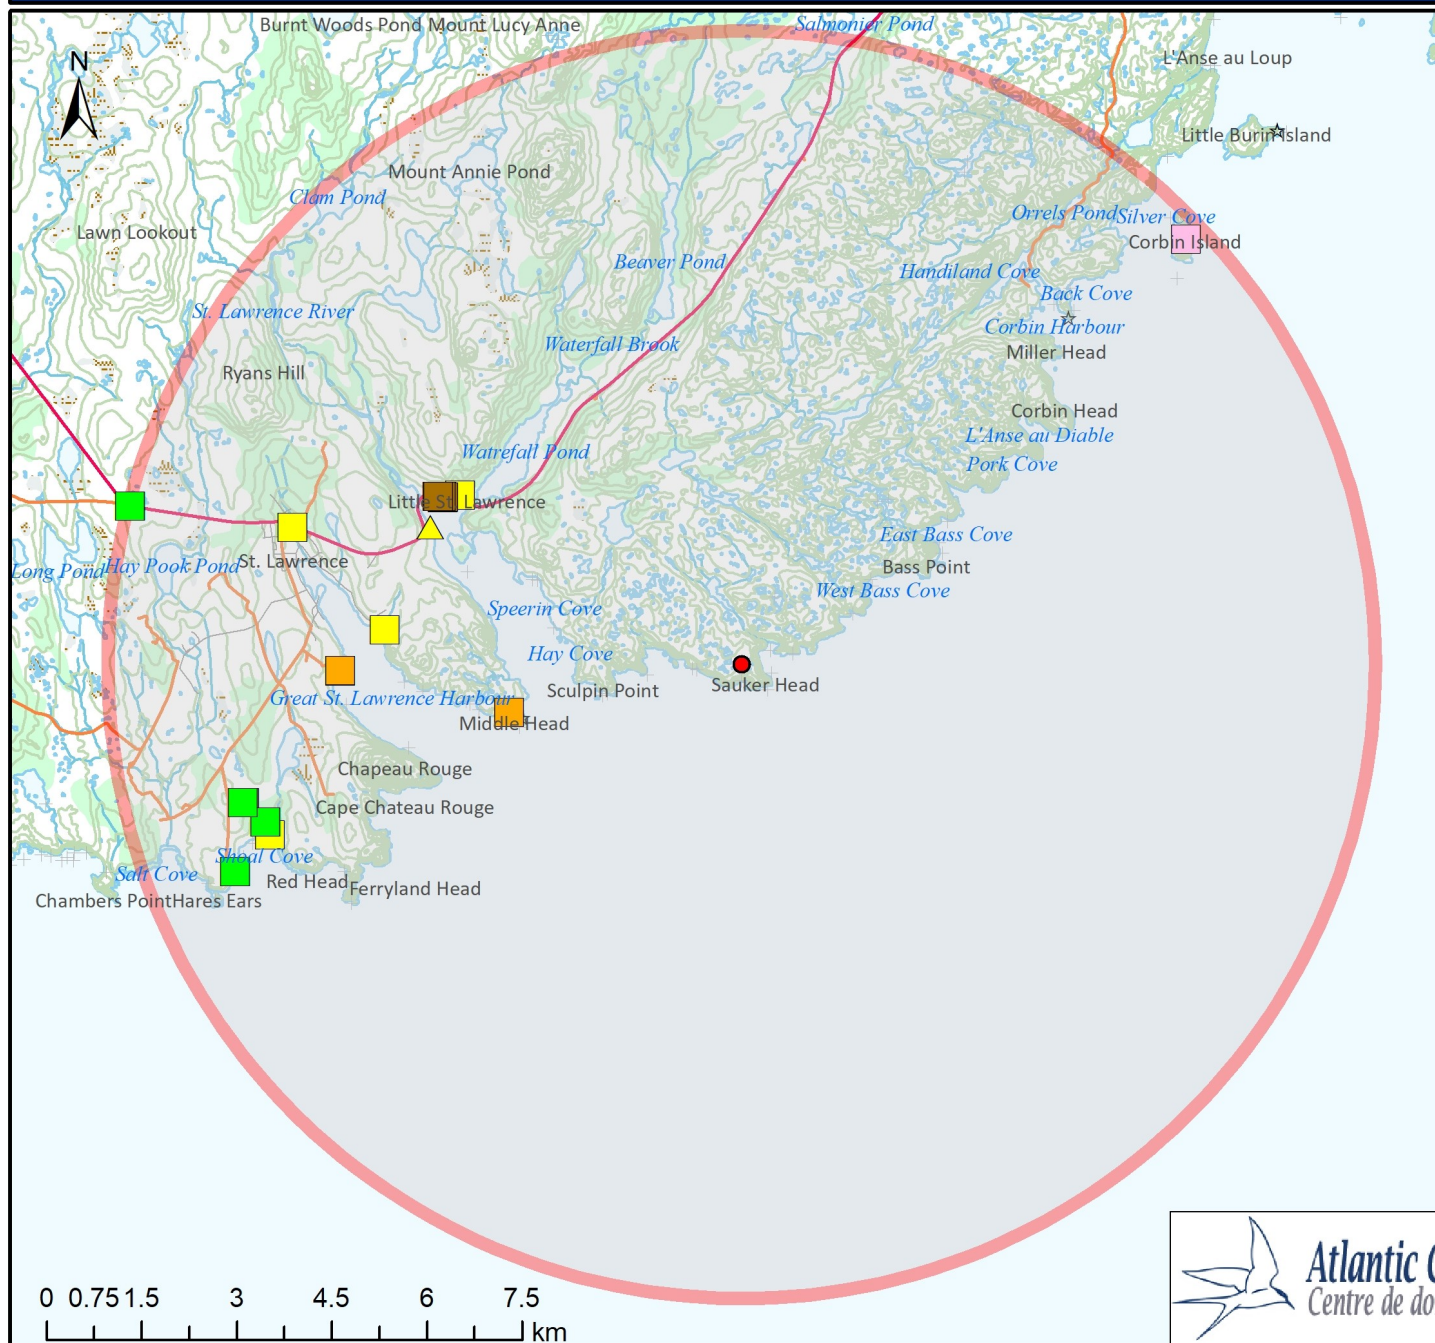 Burnt Woods Pond Mount Lucy Anne
Salmonier Pond
N
L'Anse au Loup
Little Burin Island
Mount Annie Pond
Clam Pond
Orrels Pond
Silver Cove
Lawn Lookout
Corbin Island
Beaver Pond
Handiland Cove
Back Cove
St. Lawrence River
Corbin Harbour
Waterfall Brook
Miller Head
Ryans Hill
Corbin Head
L'Anse au Diable
Watrefall Pond
Pork Cove
Little St. Lawrence
East Bass Cove
St. Lawrence
Long Pond
Hay Pook Pond
Bass Point
West Bass Cove
Speerin Cove
Hay Cove
Sauker Head
Sculpin Point
Great St. Lawrence Harbour
Middle Head
Chapeau Rouge
Cape Chateau Rouge
Shoal Cove
Salt Cove
Red Head
Ferryland Head
Chambers Point
Hares Ears
Atlantic
Centre de
0 0.75 1.5 3 4.5 6 7.5
km